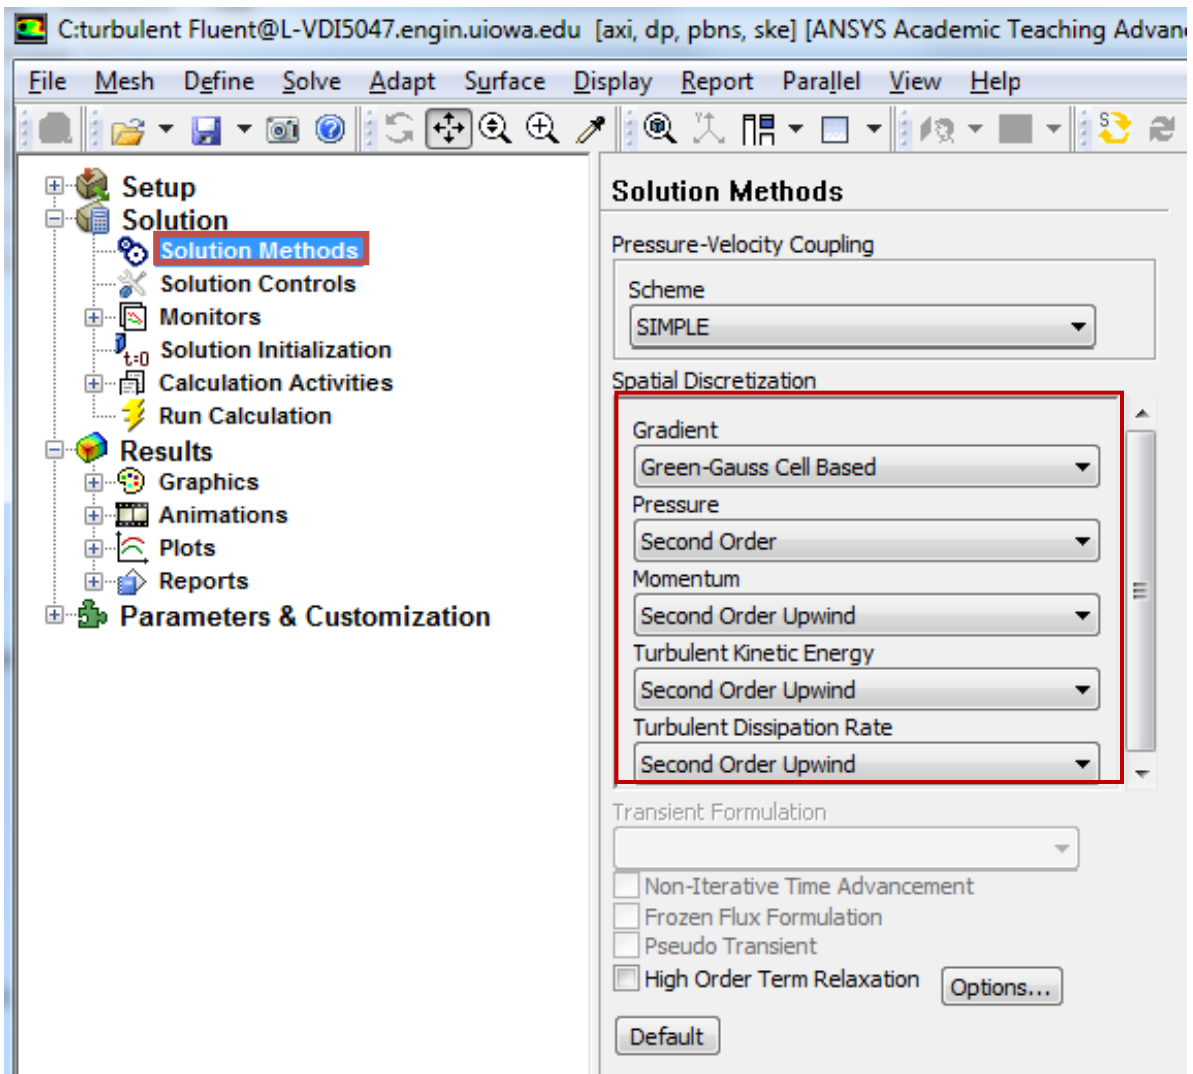 C:turbulent Fluent@L-VDI5047.engin.uiowa.edu [axi, dp, pbns, ske] [ANSYS Academic Teaching Advanc
File Mesh Define Solve Adapt Surface Display Report Parallel View Help
Setup
Solution
Solution Methods
Solution Controls
Monitors
t=0 Solution Initialization
Calculation Activities
Run Calculation
Results
Graphics
Animations
Plots
Reports
Parameters & Customization
Solution Methods
Pressure-Velocity Coupling
Scheme
SIMPLE
Spatial Discretization
Gradient
Green-Gauss Cell Based
Pressure
Second Order
Momentum
Second Order Upwind
Turbulent Kinetic Energy
Second Order Upwind
Turbulent Dissipation Rate
Second Order Upwind
Transient Formulation
Non-Iterative Time Advancement
Frozen Flux Formulation
Pseudo Transient
High Order Term Relaxation Options...
Default